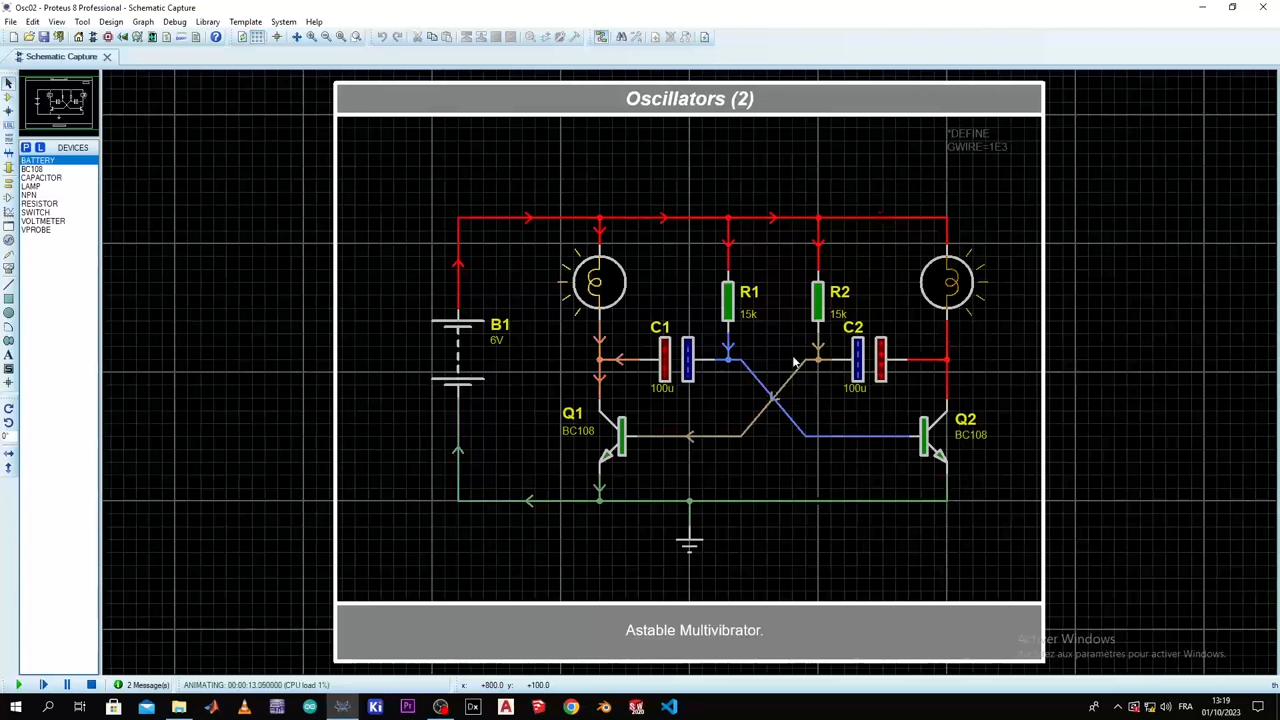 Osc02 - Proteus 8 Professional - Schematic Capture
File Edit View Tool Graph Debug Library Template System Help
Schematic Capture
P L DEVICES
BATTERY
BC108
CAPACITOR
LAMP
NPN
RESISTOR
SWITCH
VOLTMETER
VPROBE
Oscillators (2)
*DEFINE
GWIRE=1E3
B1
6V
R1
15k
R2
15k
C1
100u
C2
100u
Q1
BC108
Q2
BC108
Astable Multivibrator.
Activer Windows
aux paramètres pour activer Windows.
2 Message(s) ANIMATING: 00:00:13.050000 (CPU load 1%) x: +800.0 y: +100.0 th
FRA 13:19
01/10/2023